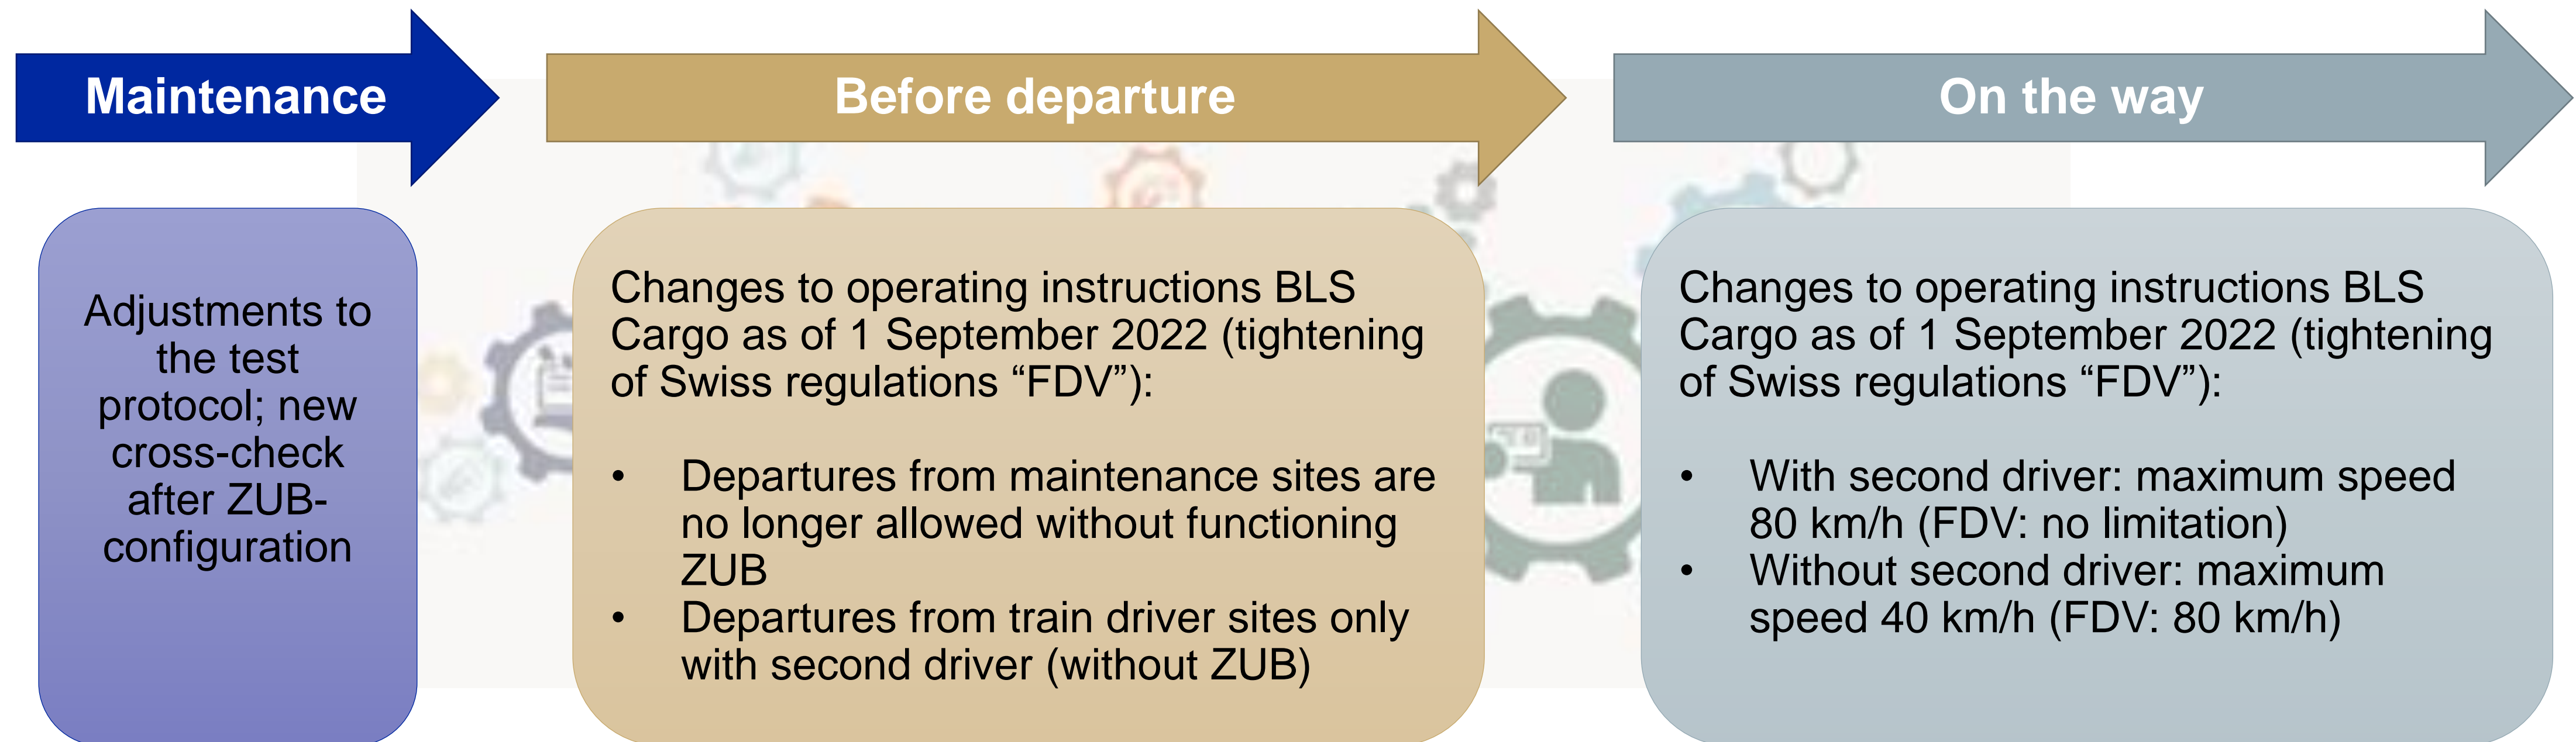 Maintenance
Before departure
On the way
Adjustments to
the test
protocol; new
cross-check
after ZUB-
configuration
Changes to operating instructions BLS
Cargo as of 1 September 2022 (tightening
of Swiss regulations “FDV”):
• Departures from maintenance sites are
no longer allowed without functioning
ZUB
• Departures from train driver sites only
with second driver (without ZUB)
Changes to operating instructions BLS
Cargo as of 1 September 2022 (tightening
of Swiss regulations “FDV”):
• With second driver: maximum speed
80 km/h (FDV: no limitation)
• Without second driver: maximum
speed 40 km/h (FDV: 80 km/h)